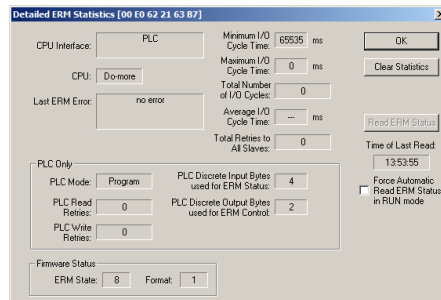 Detailed ERM Statistics [00 E0 62 21 63 B7]
CPU Interface: PLC
CPU: Do-more
Last ERM Error: no error
Minimum I/O Cycle Time: 65535 ms
Maximum I/O Cycle Time: 0 ms
Total Number of I/O Cycles: 0
Average I/O Cycle Time: --- ms
Total Retries to All Slaves: 0
OK
Clear Statistics
Read ERM Status
Time of Last Read:
13:53:55
Force Automatic Read ERM Status in RUN mode
PLC Only
PLC Mode: Program
PLC Read Retries: 0
PLC Write Retries: 0
PLC Discrete Input Bytes used for ERM Status: 4
PLC Discrete Output Bytes used for ERM Control: 2
Firmware Status
ERM State: 8 Format: 1